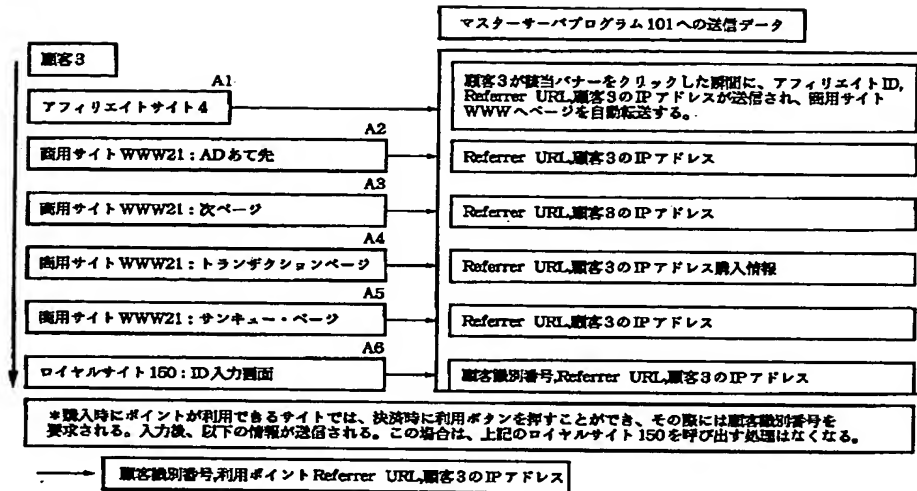 マスターサーバプログラム101への送信データ
顧客3
A1
アフィリエイトサイト4
顧客3が該当バナーをクリックした瞬間に、アフィリエイトID,
Referrer URL,顧客3のIPアドレスが送信され、商用サイト
WWWへページを自動転送する。
A2
商用サイトWWW21:ADあて先
Referrer URL,顧客3のIPアドレス
A3
商用サイトWWW21:次ページ
Referrer URL,顧客3のIPアドレス
A4
商用サイトWWW21:トランザクションページ
Referrer URL,顧客3のIPアドレス購入情報
A5
商用サイトWWW21:サンキュー・ページ
Referrer URL,顧客3のIPアドレス
A6
ロイヤルサイト150:ID入力画面
顧客識別番号,Referrer URL,顧客3のIPアドレス
*購入時にポイントが利用できるサイトでは、決済時に利用ボタンを押すことができ、その際には顧客識別番号を
要求される。入力後、以下の情報が送信される。この場合は、上記のロイヤルサイト150を呼び出す処理はなくなる。
顧客識別番号,利用ポイントReferrer URL,顧客3のIPアドレス